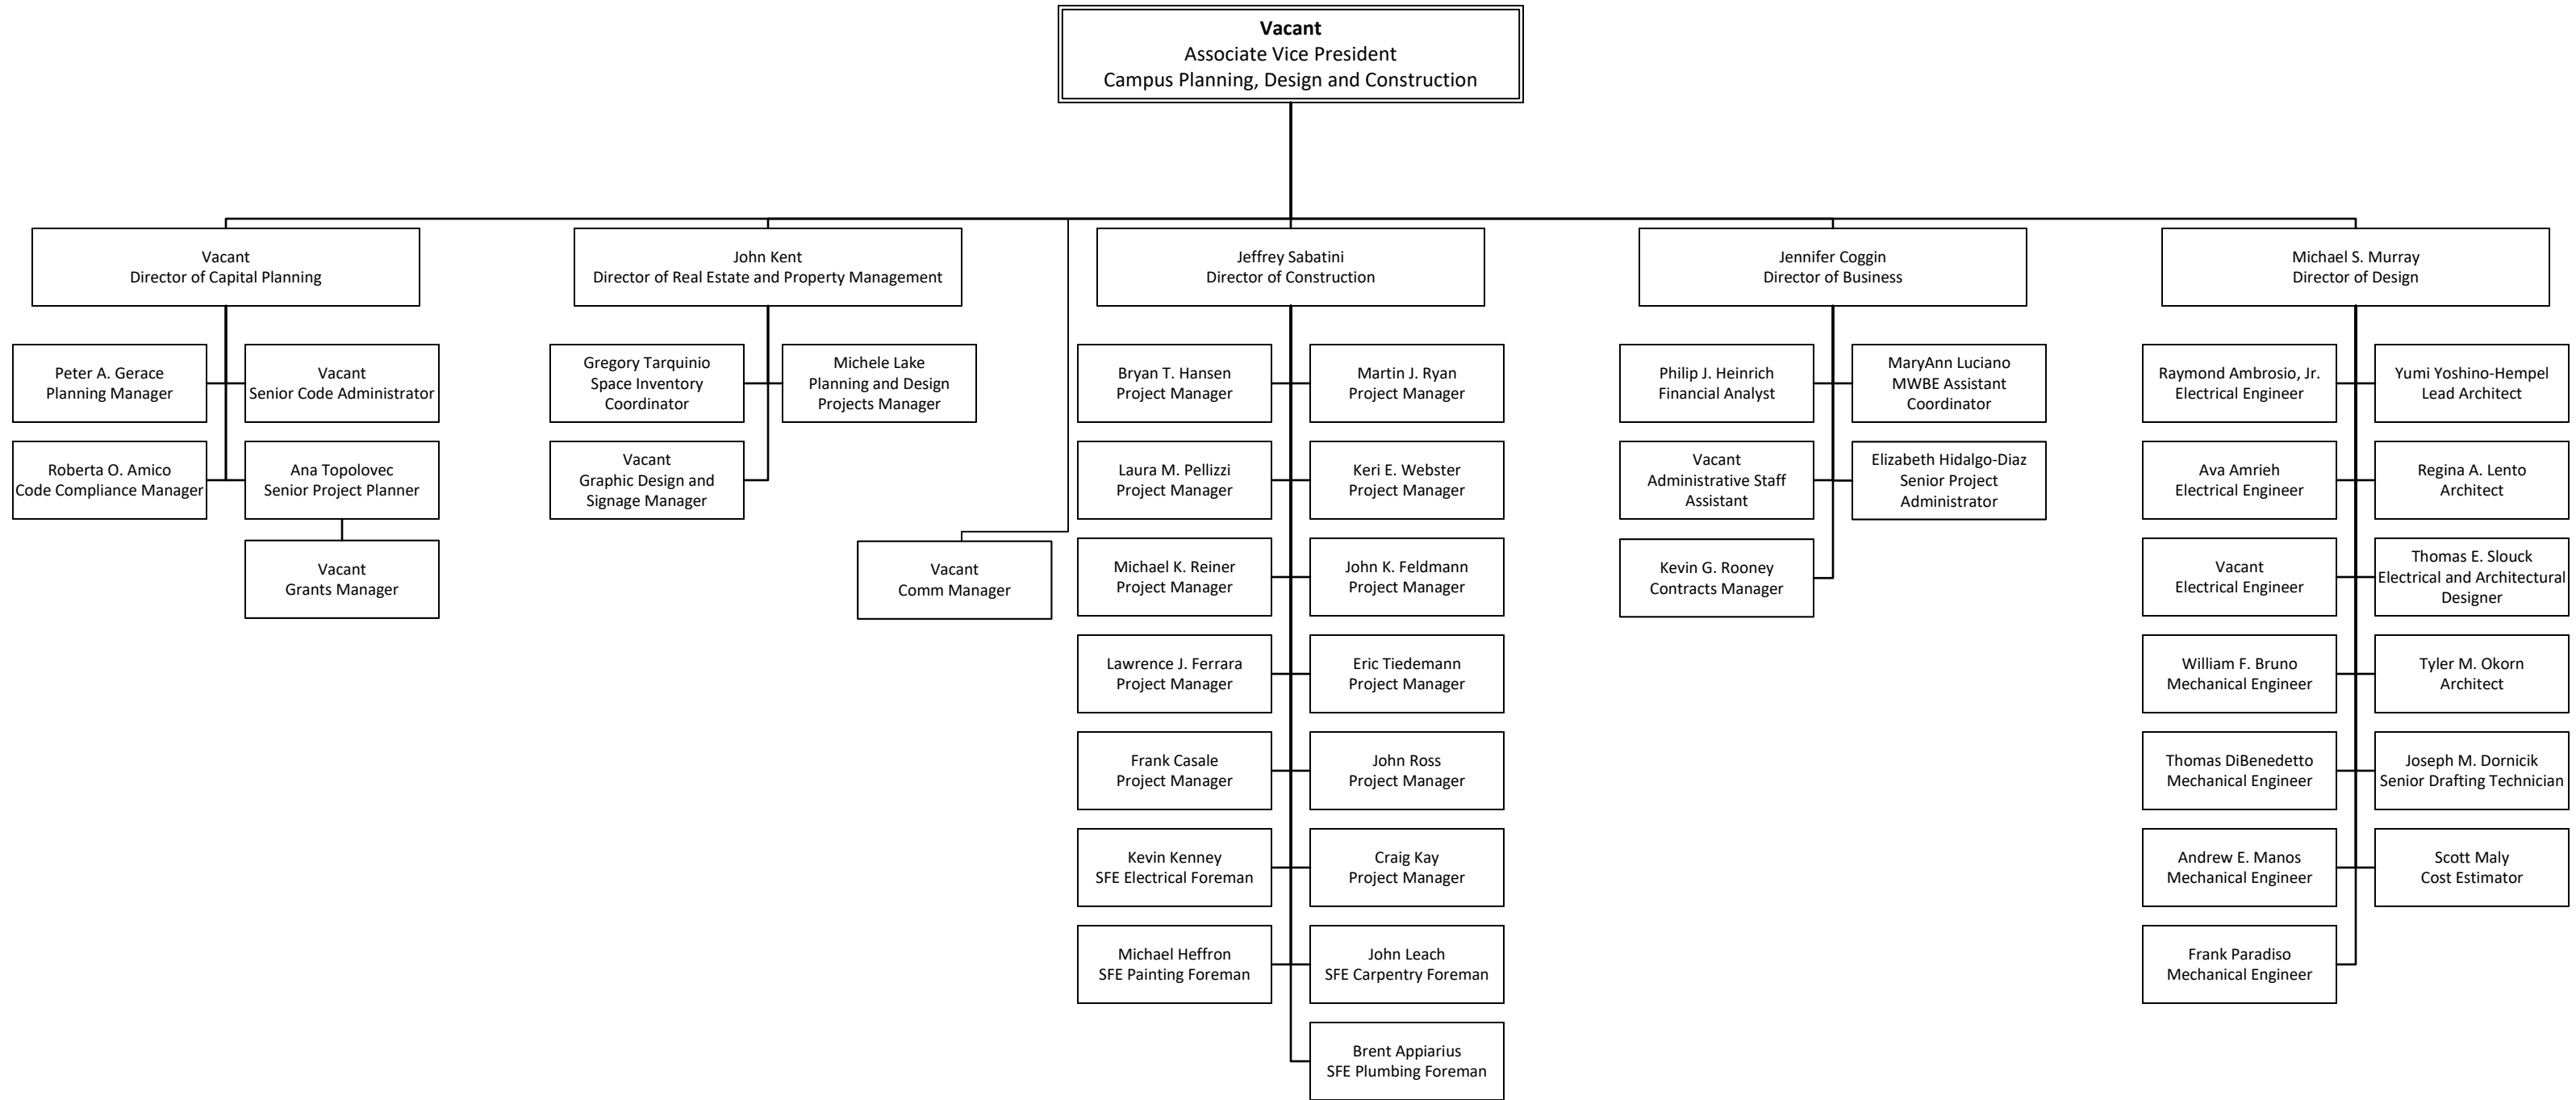 Vacant
Associate Vice President
Campus Planning, Design and Construction
Vacant
Director of Capital Planning
John Kent
Director of Real Estate and Property Management
Jeffrey Sabatini
Director of Construction
Jennifer Coggin
Director of Business
Michael S. Murray
Director of Design
Peter A. Gerace
Planning Manager
Vacant
Senior Code Administrator
Roberta O. Amico
Code Compliance Manager
Ana Topolovec
Senior Project Planner
Vacant
Grants Manager
Gregory Tarquinio
Space Inventory
Coordinator
Michele Lake
Planning and Design
Projects Manager
Vacant
Graphic Design and
Signage Manager
Vacant
Comm Manager
Bryan T. Hansen
Project Manager
Martin J. Ryan
Project Manager
Laura M. Pellizzi
Project Manager
Keri E. Webster
Project Manager
Michael K. Reiner
Project Manager
John K. Feldmann
Project Manager
Lawrence J. Ferrara
Project Manager
Eric Tiedemann
Project Manager
Frank Casale
Project Manager
John Ross
Project Manager
Kevin Kenney
SFE Electrical Foreman
Craig Kay
Project Manager
Michael Heffron
SFE Painting Foreman
John Leach
SFE Carpentry Foreman
Brent Appiarius
SFE Plumbing Foreman
Philip J. Heinrich
Financial Analyst
MaryAnn Luciano
MWBE Assistant
Coordinator
Vacant
Administrative Staff
Assistant
Elizabeth Hidalgo-Diaz
Senior Project
Administrator
Kevin G. Rooney
Contracts Manager
Raymond Ambrosio, Jr.
Electrical Engineer
Yumi Yoshino-Hempel
Lead Architect
Ava Amrieh
Electrical Engineer
Regina A. Lento
Architect
Vacant
Electrical Engineer
Thomas E. Slouck
Electrical and Architectural
Designer
William F. Bruno
Mechanical Engineer
Tyler M. Okorn
Architect
Thomas DiBenedetto
Mechanical Engineer
Joseph M. Dornicik
Senior Drafting Technician
Andrew E. Manos
Mechanical Engineer
Scott Maly
Cost Estimator
Frank Paradiso
Mechanical Engineer